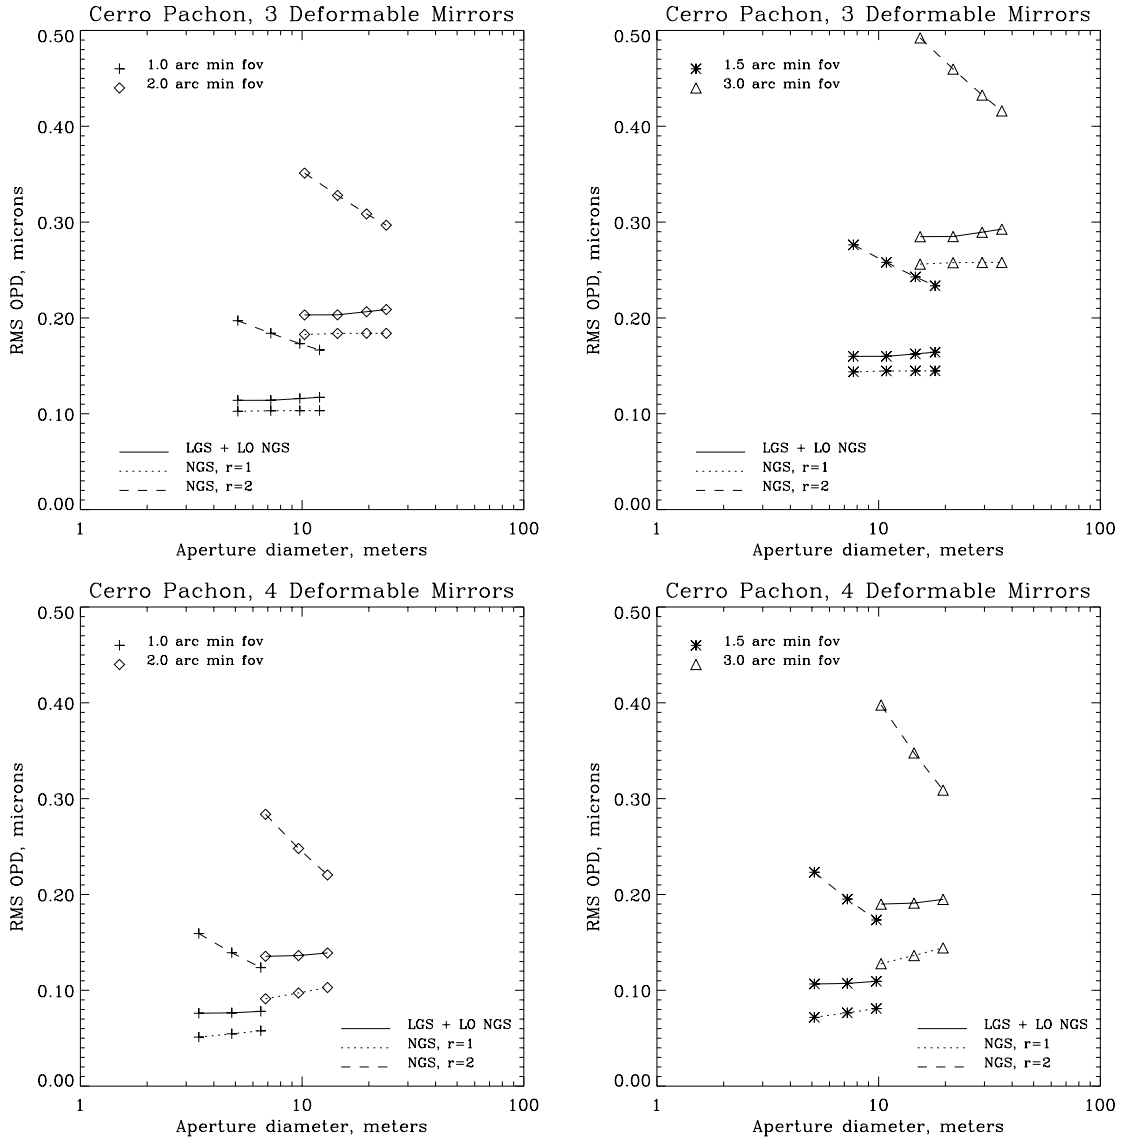 Cerro Pachon, 3 Deformable Mirrors
RMS OPD, microns
0.50
0.40
0.30
0.20
0.10
0.00
1.0 arc min fov
2.0 arc min fov
LGS + LO NGS
NGS, r=1
NGS, r=2
1
10
100
Aperture diameter, meters
Cerro Pachon, 3 Deformable Mirrors
RMS OPD, microns
0.50
0.40
0.30
0.20
0.10
0.00
1.5 arc min fov
3.0 arc min fov
LGS + LO NGS
NGS, r=1
NGS, r=2
1
10
100
Aperture diameter, meters
Cerro Pachon, 4 Deformable Mirrors
RMS OPD, microns
0.50
0.40
0.30
0.20
0.10
0.00
1.0 arc min fov
2.0 arc min fov
LGS + LO NGS
NGS, r=1
NGS, r=2
1
10
100
Aperture diameter, meters
Cerro Pachon, 4 Deformable Mirrors
RMS OPD, microns
0.50
0.40
0.30
0.20
0.10
0.00
1.5 arc min fov
3.0 arc min fov
LGS + LO NGS
NGS, r=1
NGS, r=2
1
10
100
Aperture diameter, meters